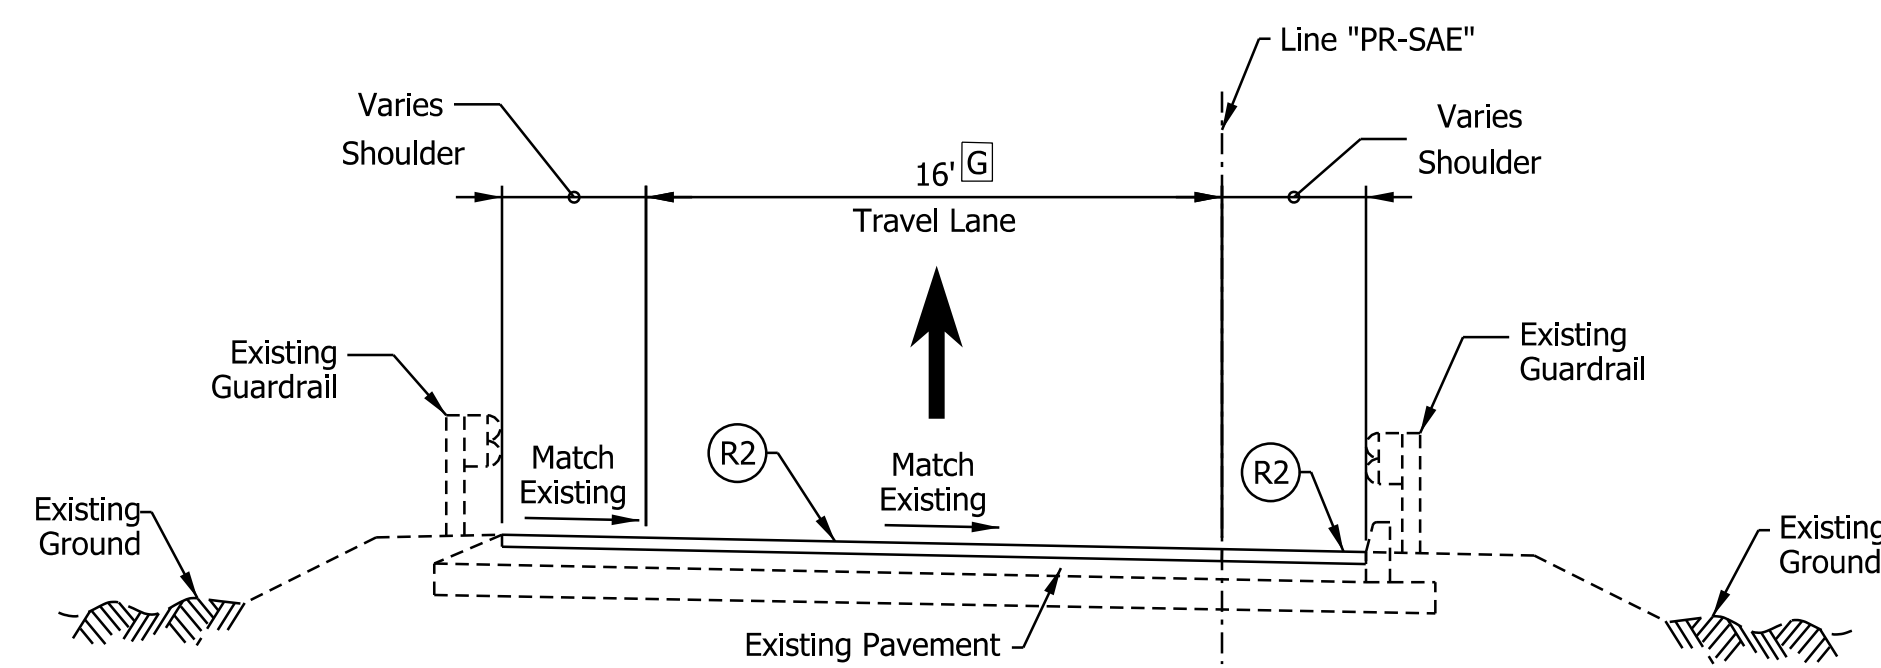 Line "PR-SAE"
Varies
Shoulder
Varies
Shoulder
16' G
Travel Lane
Existing
Guardrail
Existing
Guardrail
Match
Existing
R2
Match
Existing
R2
Existing
Ground
Existing
Ground
Existing Pavement